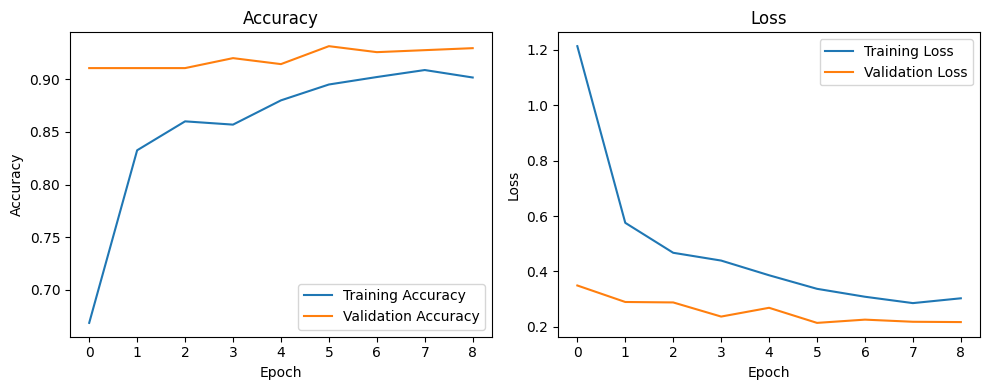 Accuracy
Accuracy
0.90
0.85
0.80
0.75
0.70
Training Accuracy
Validation Accuracy
0 1 2 3 4 5 6 7 8
Epoch
Loss
Loss
1.2
1.0
0.8
0.6
0.4
0.2
Training Loss
Validation Loss
0 1 2 3 4 5 6 7 8
Epoch